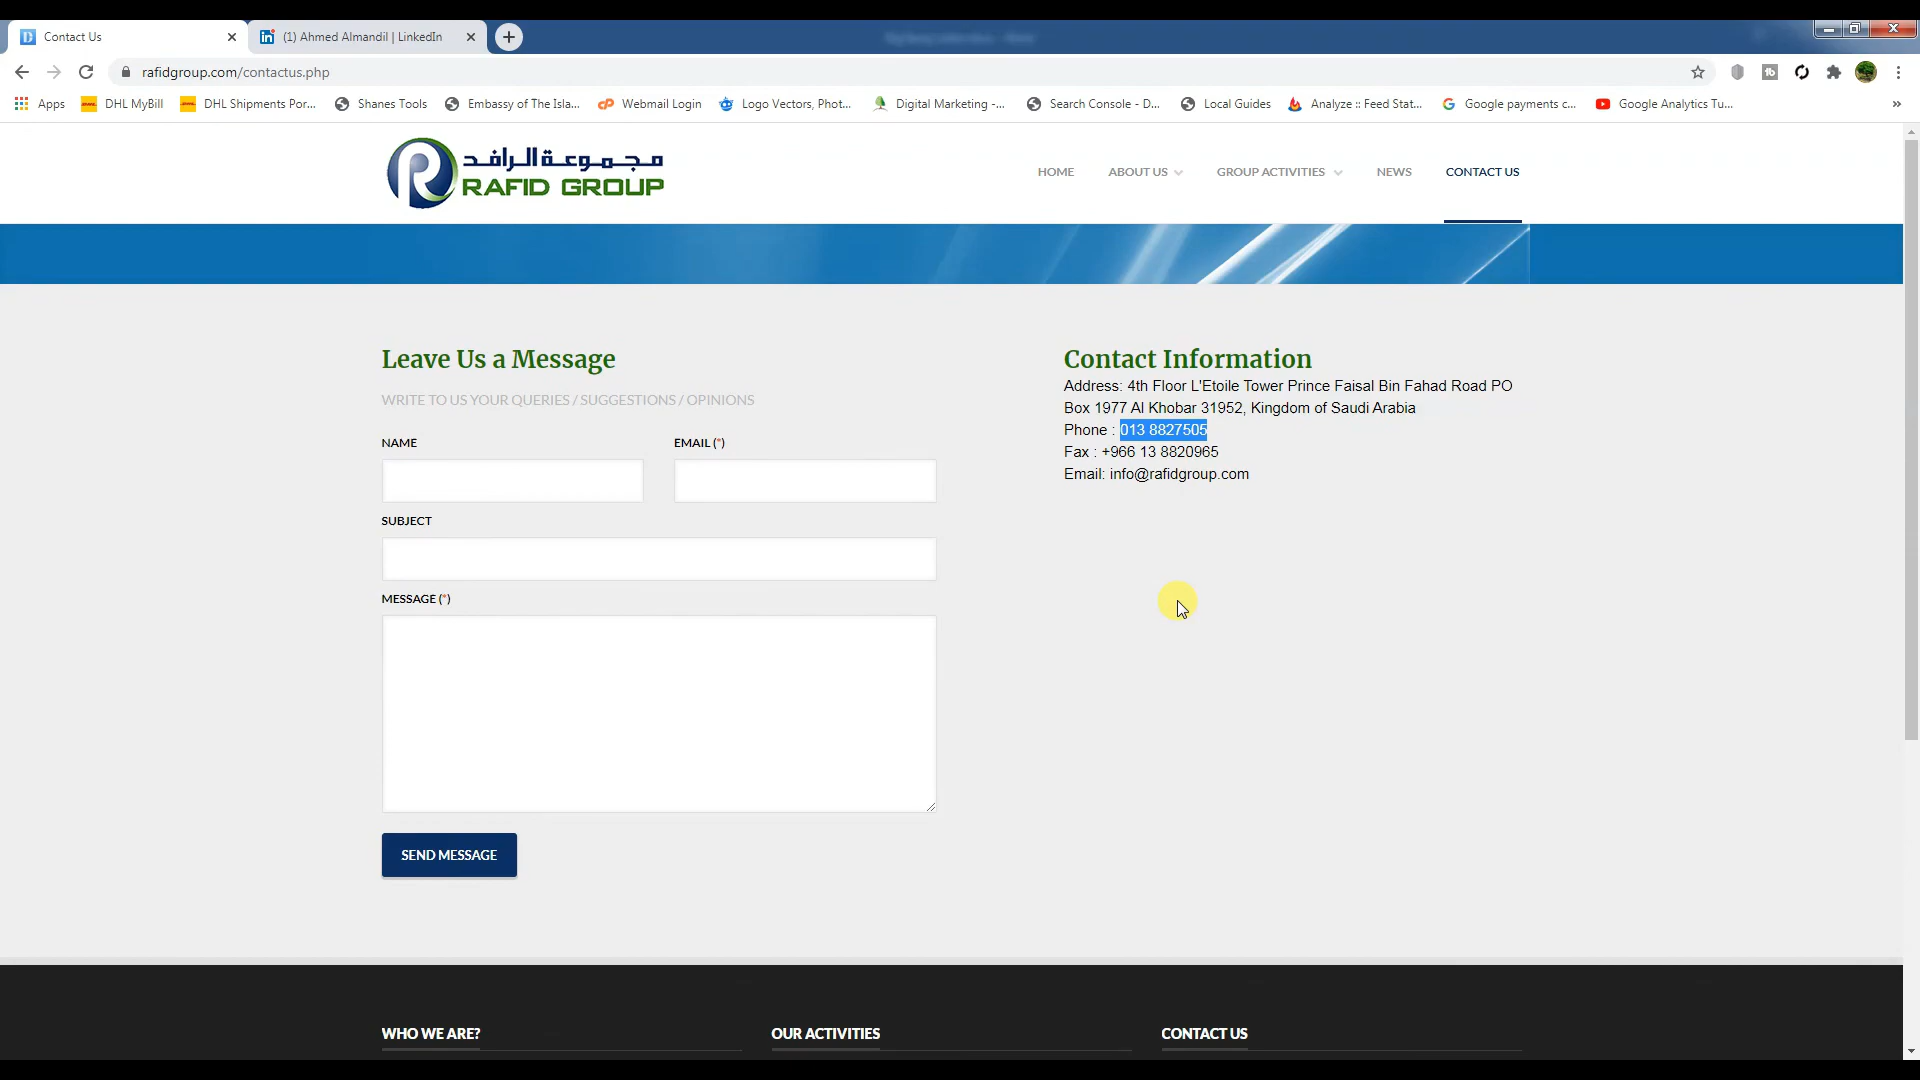 Contact Us
(1) Ahmed Almandil | LinkedIn
rafidgroup.com/contactus.php
Apps
DHL MyBill
DHL Shipments Por...
Shanes Tools
Embassy of The Isla...
Webmail Login
Logo Vectors, Phot...
Digital Marketing -...
Search Console - D...
Local Guides
Analyze :: Feed Stat...
Google payments c...
Google Analytics Tu...
»
مجموعة الرافد
RAFID GROUP
HOME
ABOUT US
GROUP ACTIVITIES
NEWS
CONTACT US
Leave Us a Message
WRITE TO US YOUR QUERIES / SUGGESTIONS / OPINIONS
NAME
EMAIL (*)
SUBJECT
MESSAGE (*)
SEND MESSAGE
Contact Information
Address: 4th Floor L'Etoile Tower Prince Faisal Bin Fahad Road PO
Box 1977 Al Khobar 31952, Kingdom of Saudi Arabia
Phone : 013 8827505
Fax : +966 13 8820965
Email: info@rafidgroup.com
WHO WE ARE?
OUR ACTIVITIES
CONTACT US